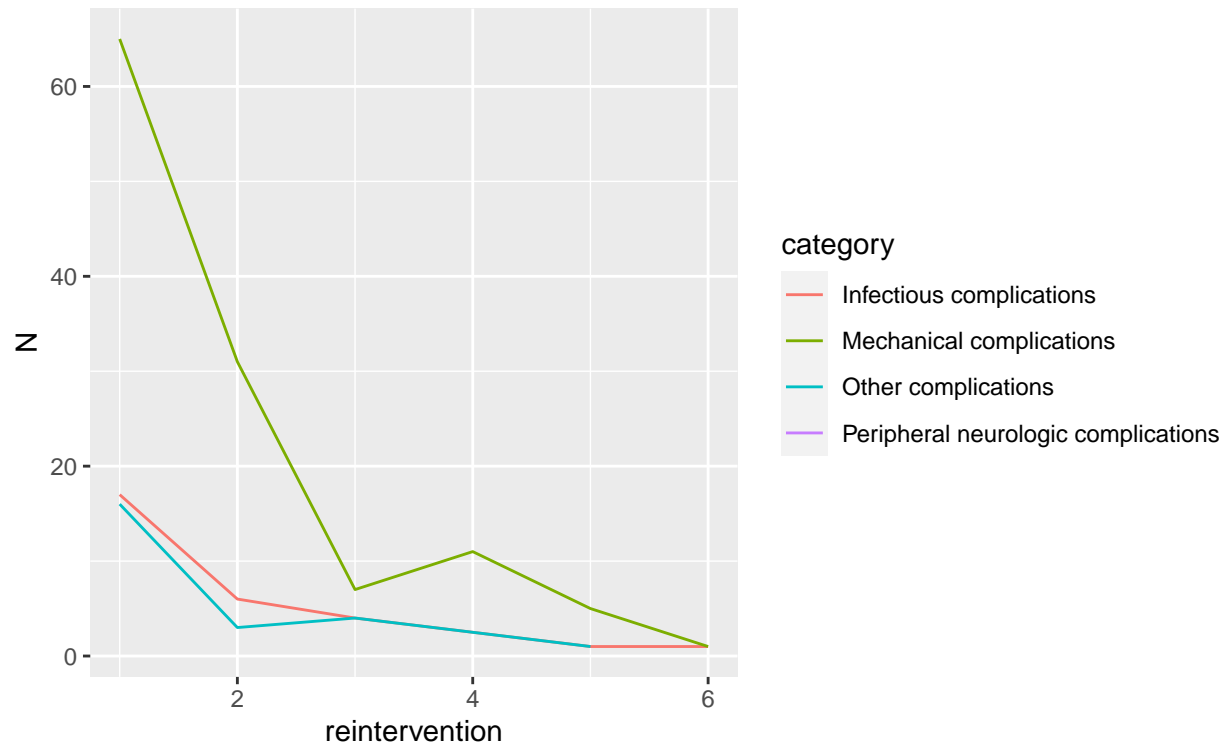 60
40
20
0
N
2
4
6
reintervention
category
Infectious complications
Mechanical complications
Other complications
Peripheral neurologic complications